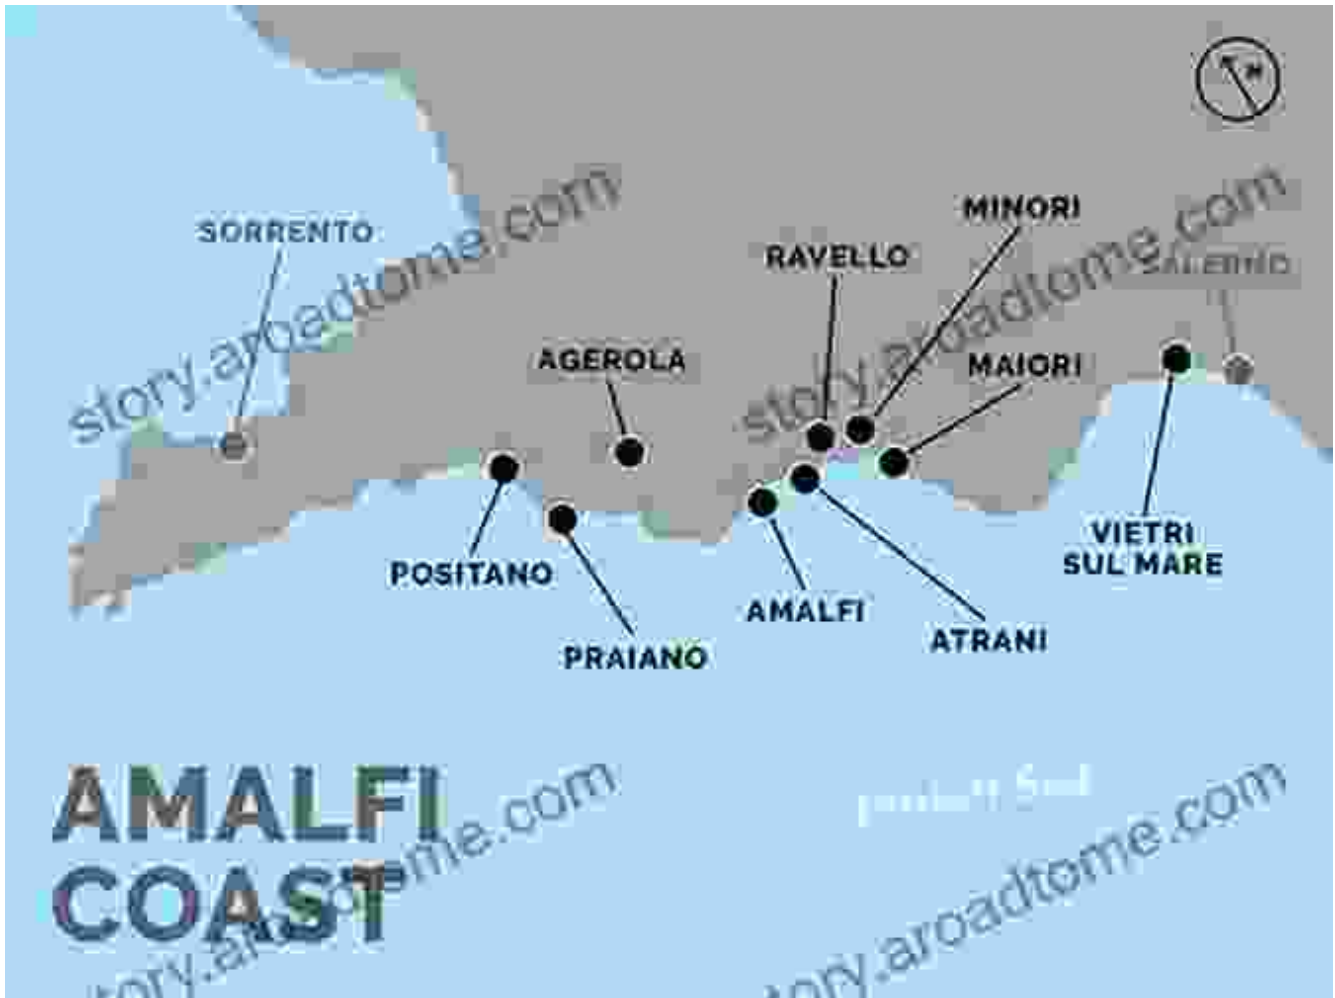 N
MINORI
SORRENTO
RAVELLO
SALERNO
AGEROLA
MAIORI
VIETRI
SUL MARE
POSITANO
AMALFI
ATRANI
PRAIANO
AMALFI
COAST
story.aroadtome.com
story.aroadtome.com
story.aroadtome.com
story.aroadtome.com